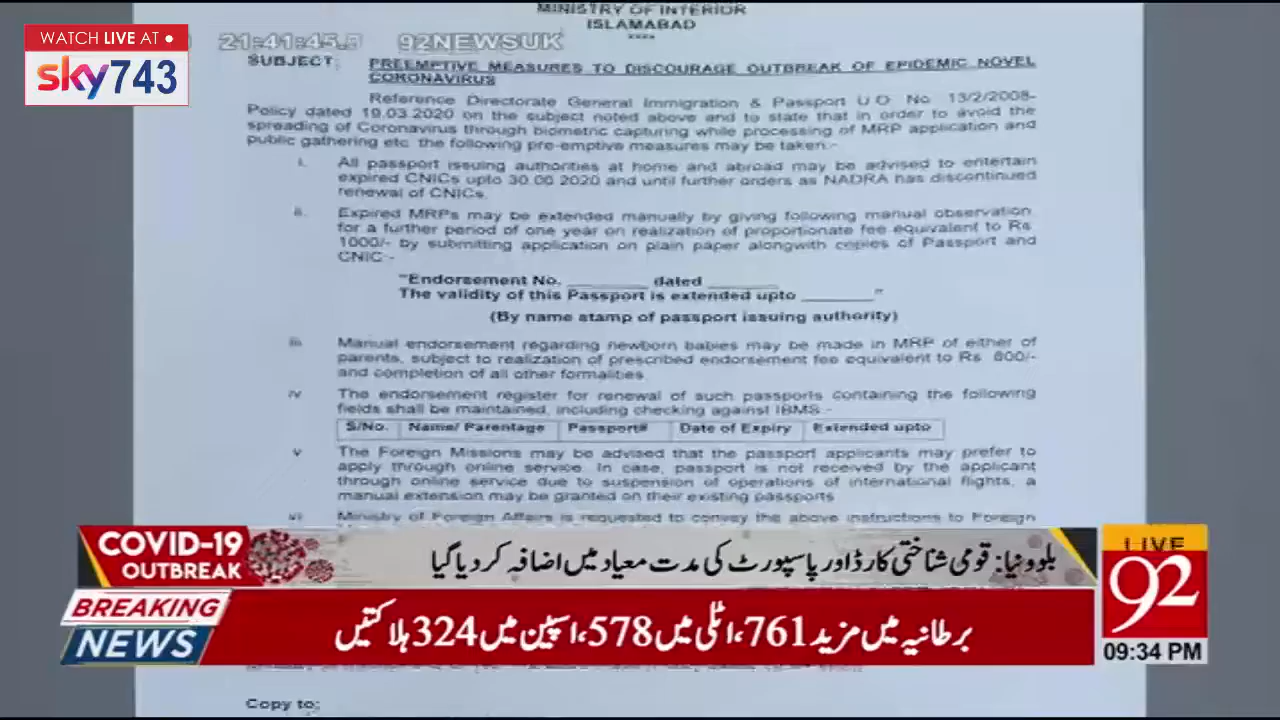 MINISTRY OF INTERIOR
ISLAMABAD
****
WATCH LIVE AT
sky743
21:41:45.
92NEWSUK
SUBJECT: PREEMPTIVE MEASURES TO DISCOURAGE OUTBREAK OF EPIDEMIC NOVEL
CORONAVIRUS
Reference Directorate General Immigration & Passport U.O. No. 13/2/2008-
Policy dated 19.03.2020 on the subject noted above and to state that in order to avoid the
spreading of Coronavirus through biometric capturing while processing of MRP application and
public gathering etc. the following pre-emptive measures may be taken:-
i. All passport issuing authorities at home and abroad may be advised to entertain
expired CNICs upto 30.06.2020 and until further orders as NADRA has discontinued
renewal of CNICs.
ii. Expired MRPs may be extended manually by giving following manual observation
for a further period of one year on realization of proportionate fee equivalent to Rs.
1000/- by submitting application on plain paper alongwith copies of Passport and
CNIC:-
"Endorsement No. ________ dated ________
The validity of this Passport is extended upto ________"
(By name stamp of passport issuing authority)
iii. Manual endorsement regarding newborn babies may be made in MRP of either of
parents, subject to realization of prescribed endorsement fee equivalent to Rs.
and completion of all other formalities.
iv. The endorsement register for renewal of such passports containing the following
fields shall be maintained, including checking against IBMS:-
S/No. Name/ Parentage Passport# Date of Expiry Extended upto
v. The Foreign Missions may be advised that the passport applicants may prefer to
apply through online service. In case, passport is not received by the applicant
through online service due to suspension of operations of international flights, a
manual extension may be granted on their existing passports.
vi. Ministry of Foreign Affairs is requested to convey the above instructions to Foreign
COVID-19
OUTBREAK
بلوونیا: قومی شناختی کارڈ اور پاسپورٹ کی مدت معیاد میں اضافہ کر دیا گیا
BREAKING
NEWS
برطانیہ میں مزید 761، اٹلی میں 578، اسپین میں 324 ہلاکتیں
LIVE
92
09:34 PM
Copy to: